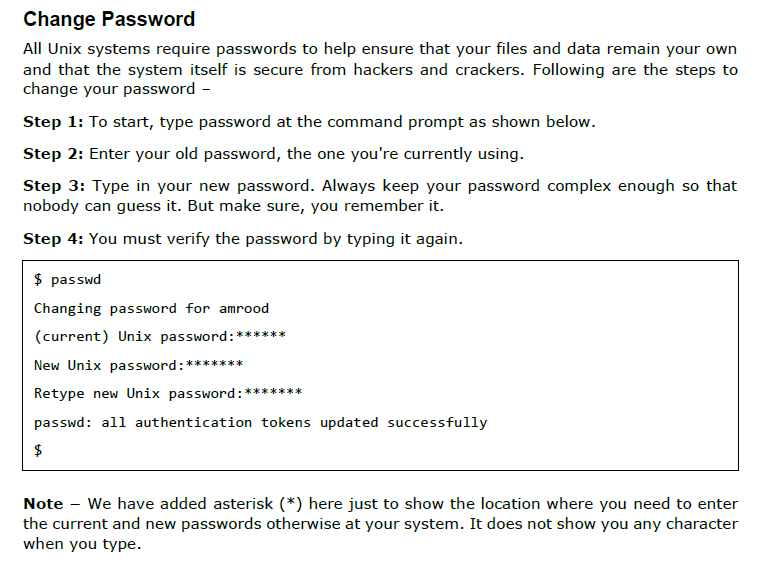 Change Password
All Unix systems require passwords to help ensure that your files and data remain your own
and that the system itself is secure from hackers and crackers. Following are the steps to
change your password –
Step 1: To start, type password at the command prompt as shown below.
Step 2: Enter your old password, the one you're currently using.
Step 3: Type in your new password. Always keep your password complex enough so that
nobody can guess it. But make sure, you remember it.
Step 4: You must verify the password by typing it again.
$ passwd
Changing password for amrood
(current) Unix password:******
New Unix password:*******
Retype new Unix password:*******
passwd: all authentication tokens updated successfully
$
Note – We have added asterisk (*) here just to show the location where you need to enter
the current and new passwords otherwise at your system. It does not show you any character
when you type.